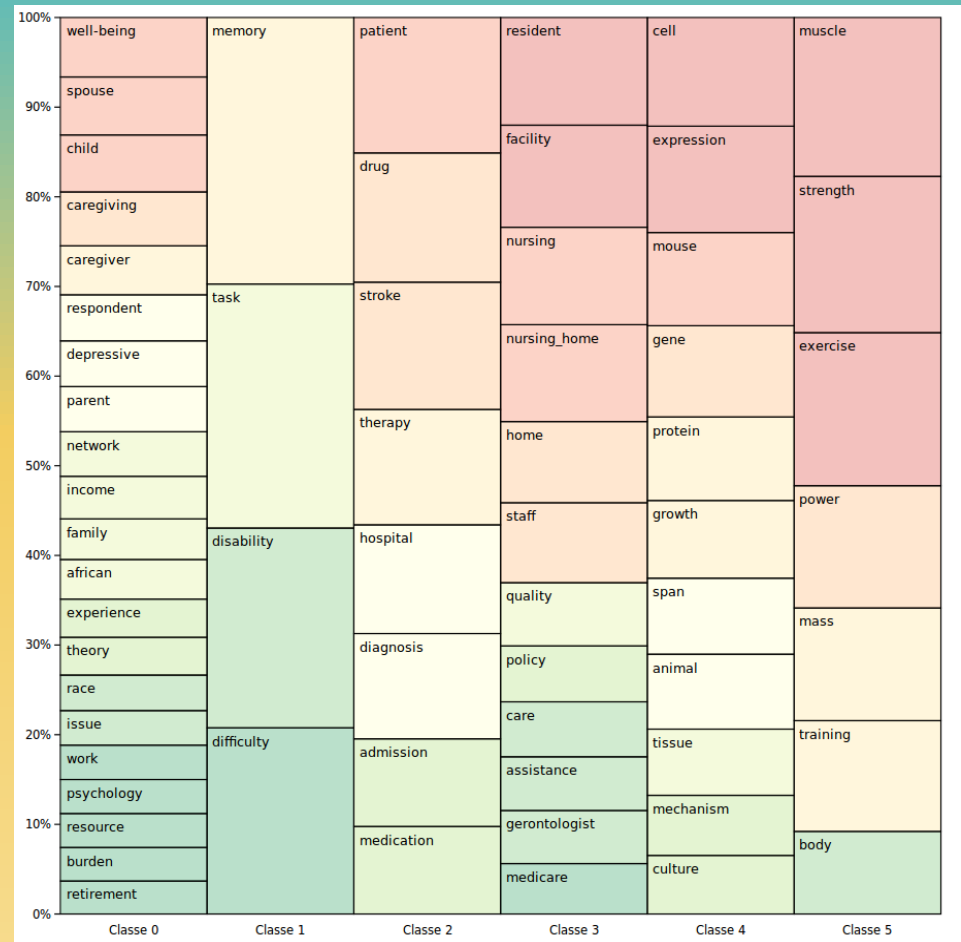 100%
90%
80%
70%
60%
50%
40%
30%
20%
10%
0%
well-being
spouse
child
caregiving
caregiver
respondent
depressive
parent
network
income
family
african
experience
theory
race
issue
work
psychology
resource
burden
retirement
memory
task
disability
difficulty
patient
drug
stroke
therapy
hospital
diagnosis
admission
medication
resident
facility
nursing
nursing_home
home
staff
quality
policy
care
assistance
gerontologist
medicare
cell
expression
mouse
gene
protein
growth
span
animal
tissue
mechanism
culture
muscle
strength
exercise
power
mass
training
body
Classe 0
Classe 1
Classe 2
Classe 3
Classe 4
Classe 5